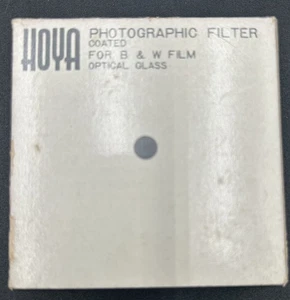 HOYA PHOTOGRAPHIC FILTER
COATED
FOR B & W FILM
OPTICAL GLASS